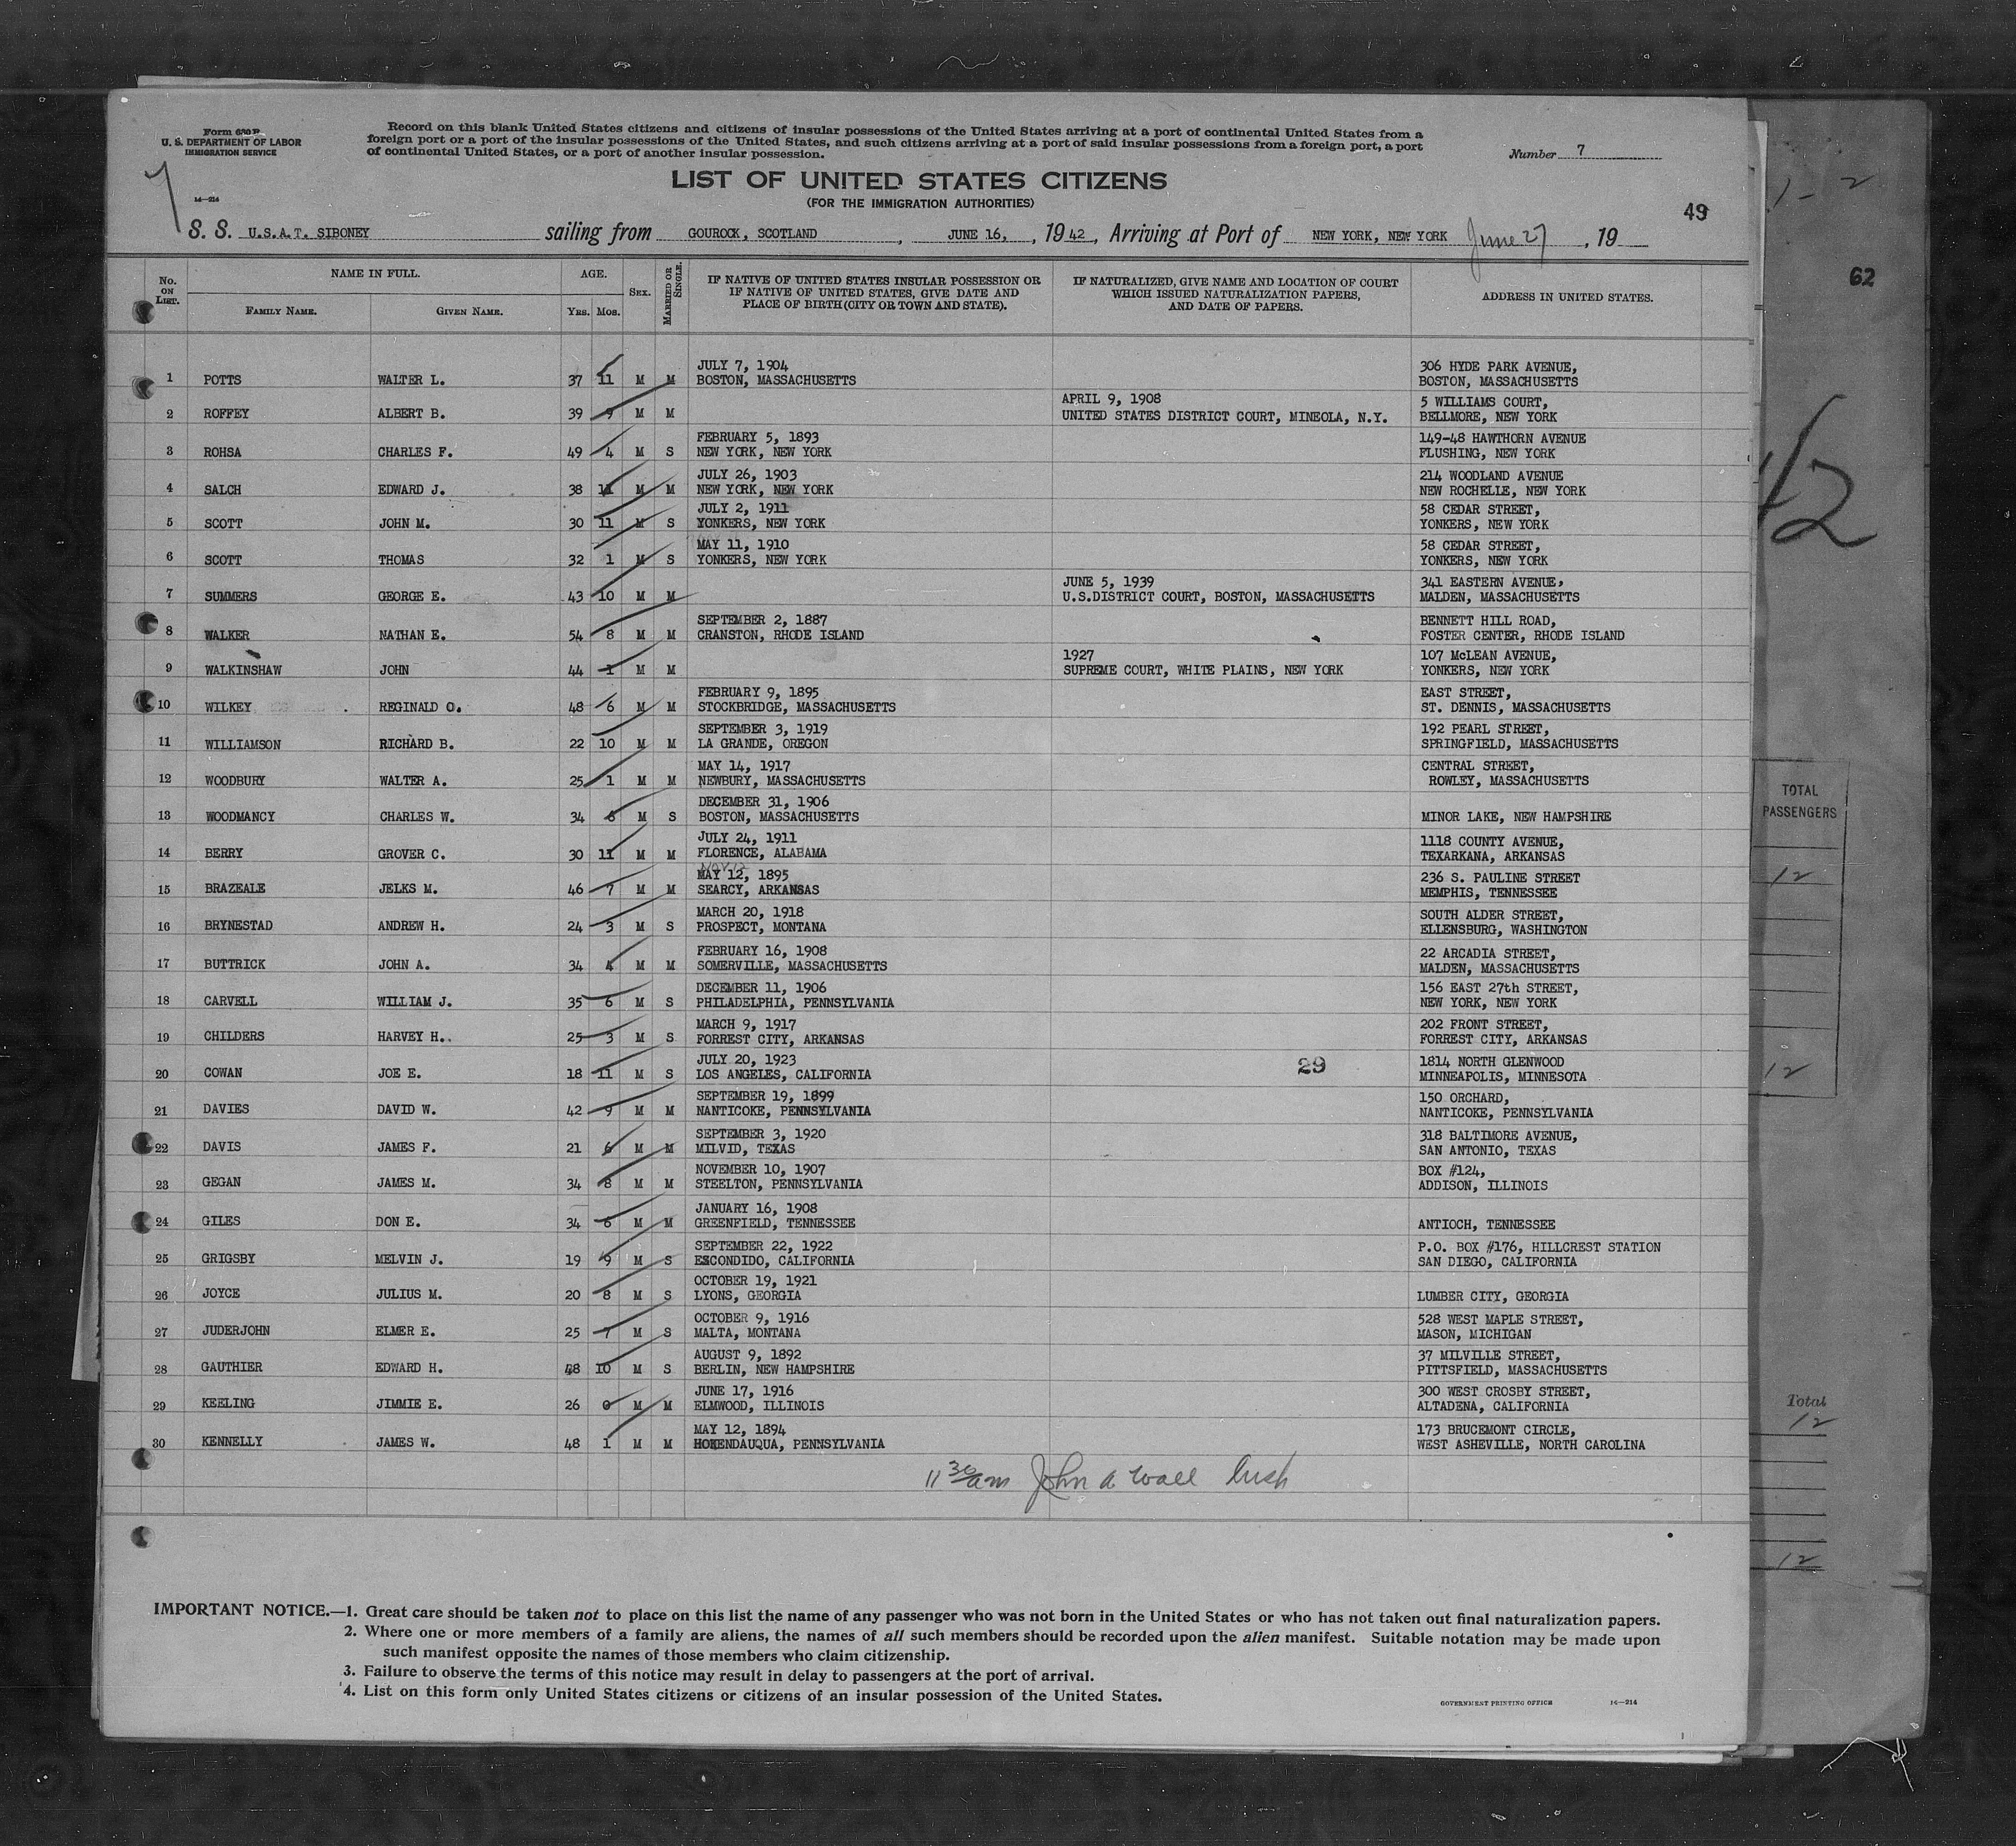 Form 630 B
U. S. DEPARTMENT OF LABOR
IMMIGRATION SERVICE
14—214
Record on this blank United States citizens and citizens of insular possessions of the United States arriving at a port of continental United States from a
foreign port or a port of the insular possessions of the United States, and such citizens arriving at a port of said insular possessions from a foreign port, a port
of continental United States, or a port of another insular possession.
Number 7
LIST OF UNITED STATES CITIZENS
(FOR THE IMMIGRATION AUTHORITIES)
49
S. S. U.S.A.T. SIBONEY sailing from GOUROCK, SCOTLAND, JUNE 16, , 1942, Arriving at Port of NEW YORK, NEW YORK June 27 , 19
No. ON LIST. NAME IN FULL. FAMILY NAME. GIVEN NAME. AGE. YRS. MOS. SEX. MARRIED OR SINGLE. IF NATIVE OF UNITED STATES INSULAR POSSESSION OR IF NATIVE OF UNITED STATES, GIVE DATE AND PLACE OF BIRTH (CITY OR TOWN AND STATE). IF NATURALIZED, GIVE NAME AND LOCATION OF COURT WHICH ISSUED NATURALIZATION PAPERS, AND DATE OF PAPERS. ADDRESS IN UNITED STATES.
JULY 7, 1904 306 HYDE PARK AVENUE,
1 POTTS WALTER L. 37 11 M M BOSTON, MASSACHUSETTS BOSTON, MASSACHUSETTS
APRIL 9, 1908 5 WILLIAMS COURT,
2 ROFFEY ALBERT B. 39 9 M M UNITED STATES DISTRICT COURT, MINEOLA, N.Y. BELLMORE, NEW YORK
FEBRUARY 5, 1893 149-48 HAWTHORN AVENUE
3 ROHSA CHARLES F. 49 4 M S NEW YORK, NEW YORK FLUSHING, NEW YORK
JULY 26, 1903 214 WOODLAND AVENUE
4 SALCH EDWARD J. 38 11 M M NEW YORK, NEW YORK NEW ROCHELLE, NEW YORK
JULY 2, 1911 58 CEDAR STREET,
5 SCOTT JOHN M. 30 11 M S YONKERS, NEW YORK YONKERS, NEW YORK
MAY 11, 1910 58 CEDAR STREET,
6 SCOTT THOMAS 32 1 M S YONKERS, NEW YORK YONKERS, NEW YORK
JUNE 5, 1939 341 EASTERN AVENUE,
7 SUMMERS GEORGE E. 43 10 M M U.S.DISTRICT COURT, BOSTON, MASSACHUSETTS MALDEN, MASSACHUSETTS
SEPTEMBER 2, 1887 BENNETT HILL ROAD,
8 WALKER NATHAN E. 54 8 M M CRANSTON, RHODE ISLAND FOSTER CENTER, RHODE ISLAND
1927 107 McLEAN AVENUE,
9 WALKINSHAW JOHN 44 1 M M SUPREME COURT, WHITE PLAINS, NEW YORK YONKERS, NEW YORK
FEBRUARY 9, 1895 EAST STREET,
10 WILKEY REGINALD O. 48 6 M M STOCKBRIDGE, MASSACHUSETTS ST. DENNIS, MASSACHUSETTS
SEPTEMBER 3, 1919 192 PEARL STREET,
11 WILLIAMSON RICHARD B. 22 10 M M LA GRANDE, OREGON SPRINGFIELD, MASSACHUSETTS
MAY 14, 1917 CENTRAL STREET,
12 WOODBURY WALTER A. 25 1 M M NEWBURY, MASSACHUSETTS ROWLEY, MASSACHUSETTS
DECEMBER 31, 1906
13 WOODMANCY CHARLES W. 34 6 M S BOSTON, MASSACHUSETTS MINOR LAKE, NEW HAMPSHIRE
JULY 24, 1911 1118 COUNTY AVENUE,
14 BERRY GROVER C. 30 11 M M FLORENCE, ALABAMA TEXARKANA, ARKANSAS
MAY 12, 1895 236 S. PAULINE STREET
15 BRAZEALE JELKS M. 46 7 M M SEARCY, ARKANSAS MEMPHIS, TENNESSEE
MARCH 20, 1918 SOUTH ALDER STREET,
16 BRYNESTAD ANDREW H. 24 3 M S PROSPECT, MONTANA ELLENSBURG, WASHINGTON
FEBRUARY 16, 1908 22 ARCADIA STREET,
17 BUTTRICK JOHN A. 34 4 M M SOMERVILLE, MASSACHUSETTS MALDEN, MASSACHUSETTS
DECEMBER 11, 1906 156 EAST 27th STREET,
18 CARVELL WILLIAM J. 35 6 M S PHILADELPHIA, PENNSYLVANIA NEW YORK, NEW YORK
MARCH 9, 1917 202 FRONT STREET,
19 CHILDERS HARVEY H. 25 3 M S FORREST CITY, ARKANSAS FORREST CITY, ARKANSAS
JULY 20, 1923 29 1814 NORTH GLENWOOD
20 COWAN JOE E. 18 11 M S LOS ANGELES, CALIFORNIA MINNEAPOLIS, MINNESOTA
SEPTEMBER 19, 1899 150 ORCHARD,
21 DAVIES DAVID W. 42 9 M M NANTICOKE, PENNSYLVANIA NANTICOKE, PENNSYLVANIA
SEPTEMBER 3, 1920 318 BALTIMORE AVENUE,
22 DAVIS JAMES F. 21 6 M M MILVID, TEXAS SAN ANTONIO, TEXAS
NOVEMBER 10, 1907 BOX #124,
23 GEGAN JAMES M. 34 8 M M STEELTON, PENNSYLVANIA ADDISON, ILLINOIS
JANUARY 16, 1908
24 GILES DON E. 34 6 M M GREENFIELD, TENNESSEE ANTIOCH, TENNESSEE
SEPTEMBER 22, 1922 P.O. BOX #176, HILLCREST STATION
25 GRIGSBY MELVIN J. 19 9 M S ESCONDIDO, CALIFORNIA SAN DIEGO, CALIFORNIA
OCTOBER 19, 1921
26 JOYCE JULIUS M. 20 8 M S LYONS, GEORGIA LUMBER CITY, GEORGIA
OCTOBER 9, 1916 528 WEST MAPLE STREET,
27 JUDERJOHN ELMER E. 25 7 M S MALTA, MONTANA MASON, MICHIGAN
AUGUST 9, 1892 37 MILVILLE STREET,
28 GAUTHIER EDWARD H. 48 10 M S BERLIN, NEW HAMPSHIRE PITTSFIELD, MASSACHUSETTS
JUNE 17, 1916 300 WEST CROSBY STREET,
29 KEELING JIMMIE E. 26 0 M M ELMWOOD, ILLINOIS ALTADENA, CALIFORNIA
MAY 12, 1894 173 BRUCEMONT CIRCLE,
30 KENNELLY JAMES W. 48 1 M M HOKENDAUQUA, PENNSYLVANIA WEST ASHEVILLE, NORTH CAROLINA
11 30 am John a Wall
IMPORTANT NOTICE.—1. Great care should be taken not to place on this list the name of any passenger who was not born in the United States or who has not taken out final naturalization papers.
2. Where one or more members of a family are aliens, the names of all such members should be recorded upon the alien manifest. Suitable notation may be made upon
such manifest opposite the names of those members who claim citizenship.
3. Failure to observe the terms of this notice may result in delay to passengers at the port of arrival.
4. List on this form only United States citizens or citizens of an insular possession of the United States.
GOVERNMENT PRINTING OFFICE 14—214
62
TOTAL
PASSENGERS
12
12
Total
12
12